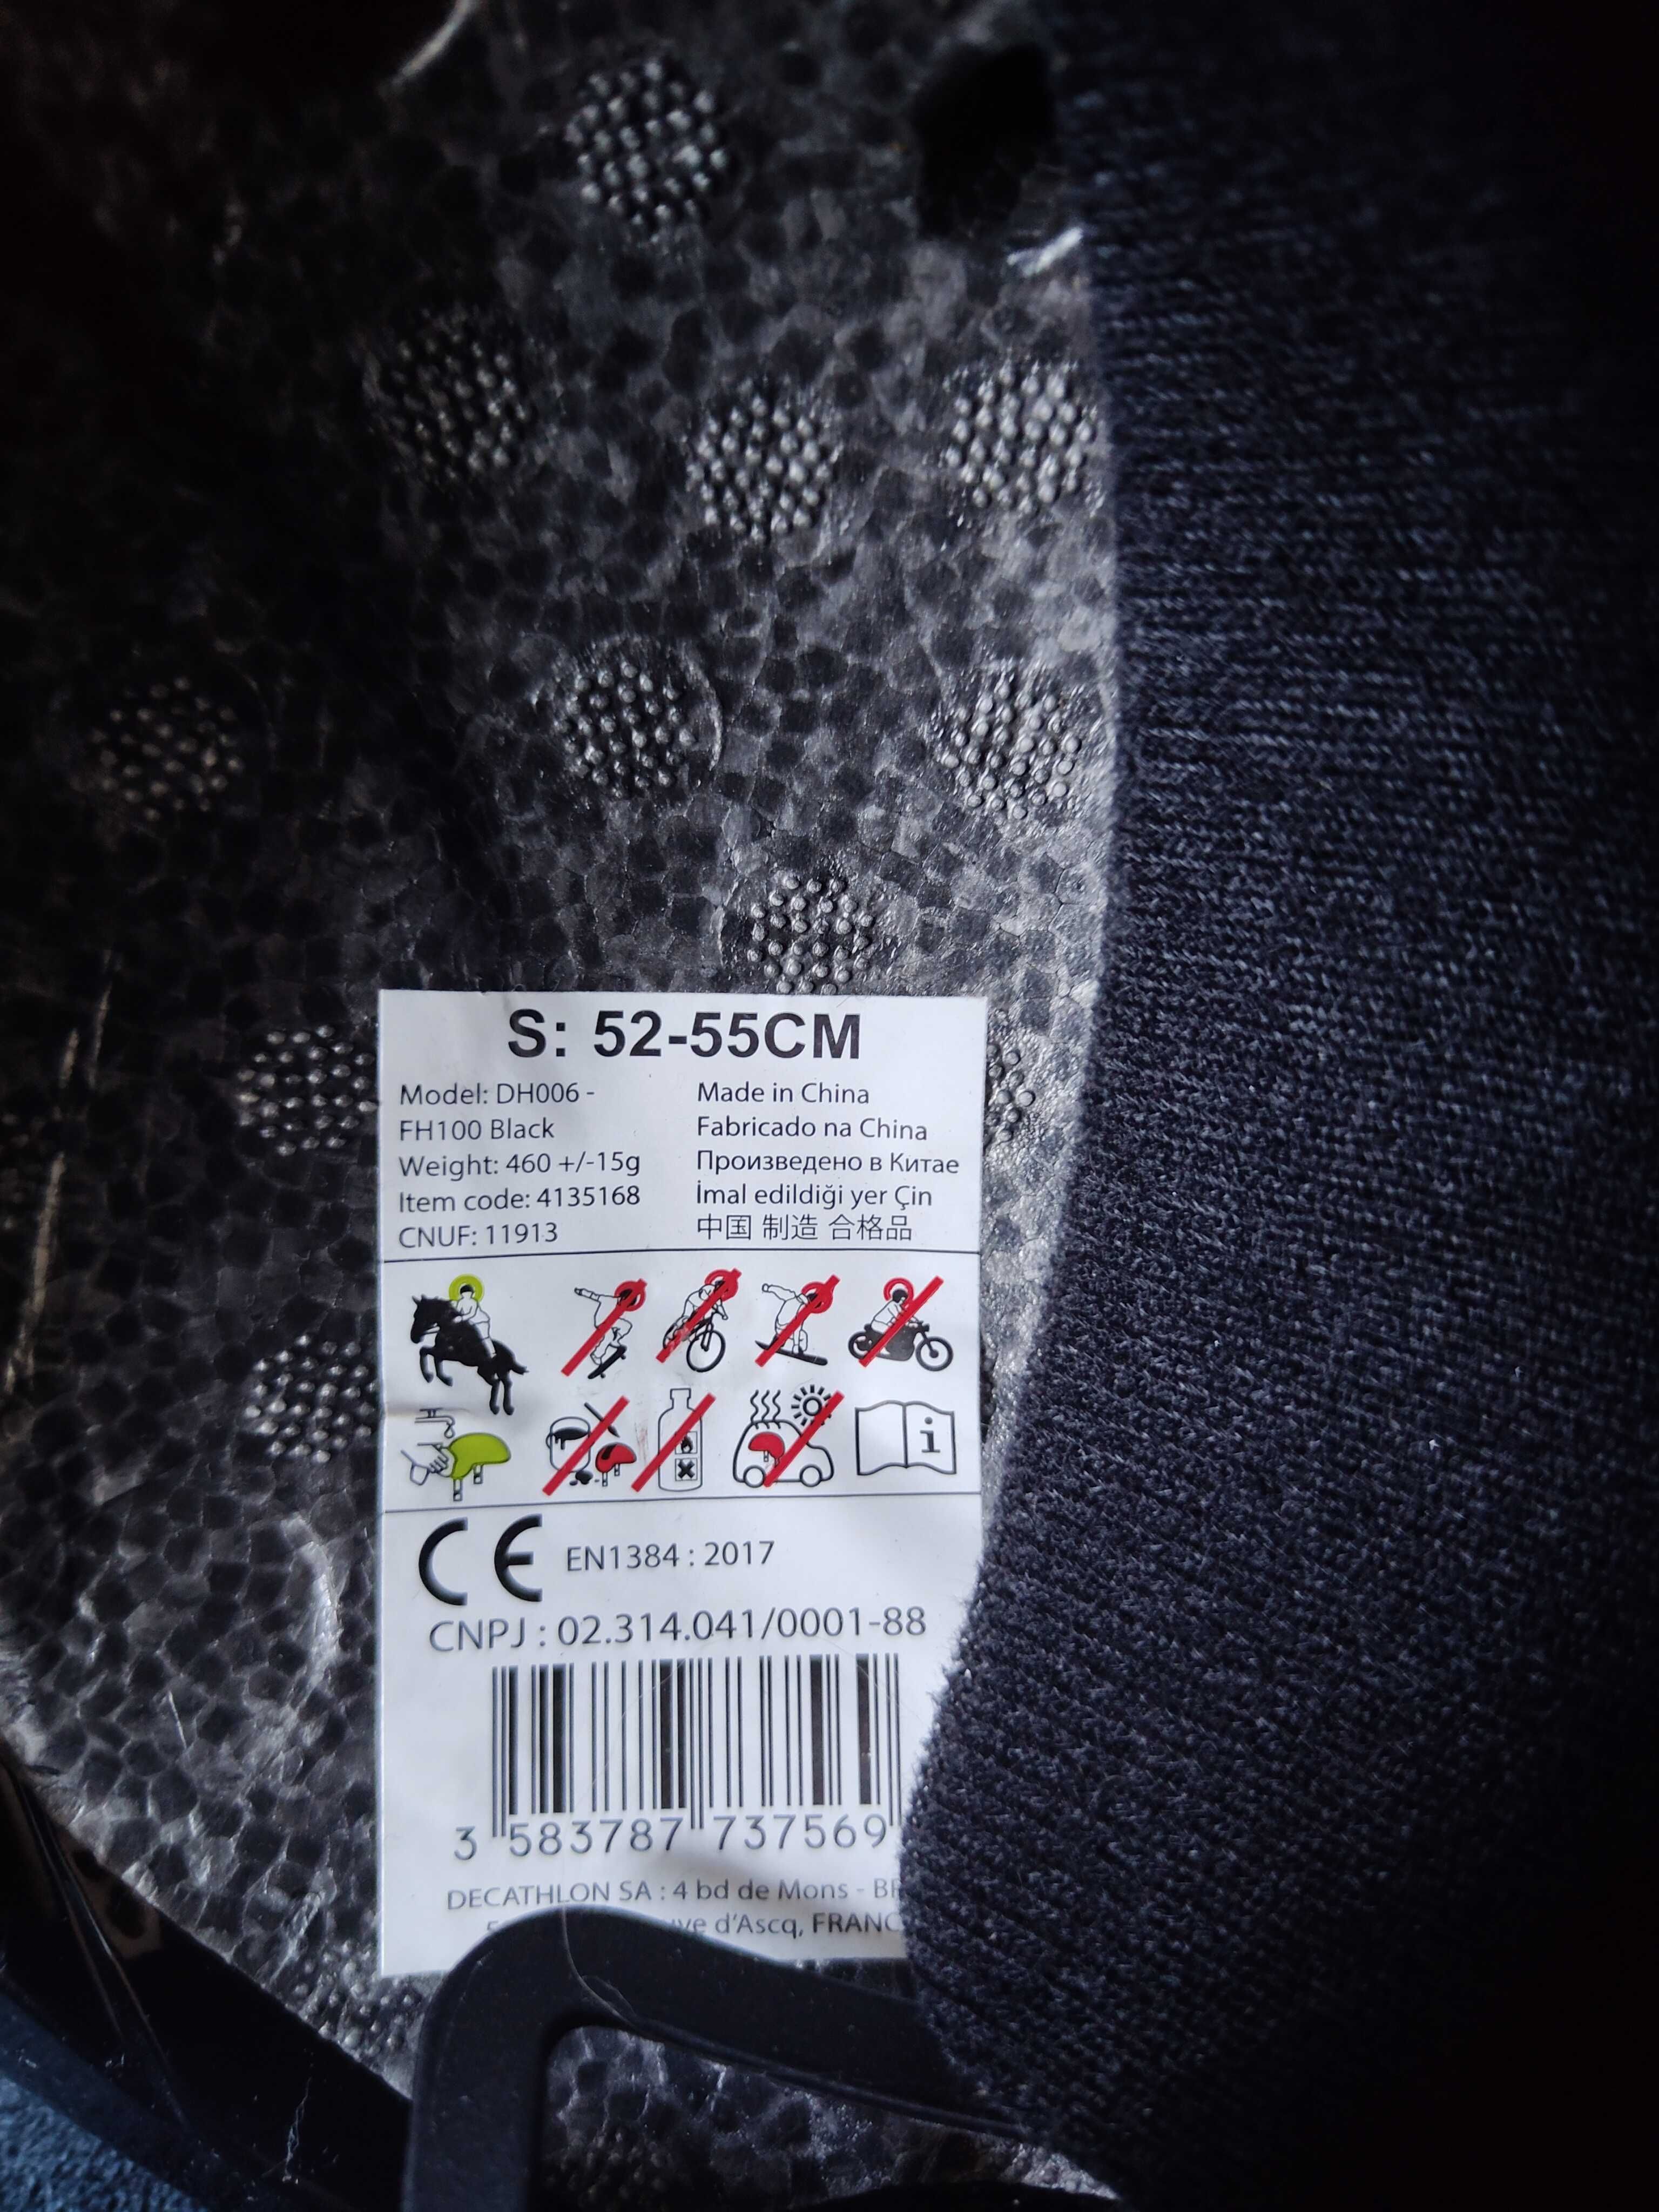 S: 52-55CM
Model: DH006 -
FH100 Black
Weight: 460 +/-15g
Item code: 4135168
CNUF: 11913
Made in China
Fabricado na China
Произведено в Китае
İmal edildiği yer Çin
中国 制造 合格品
i
CE EN1384 : 2017
CNPJ : 02.314.041/0001-88
3 583787 737569
DECATHLON SA : 4 bd de Mons -
d'Ascq,